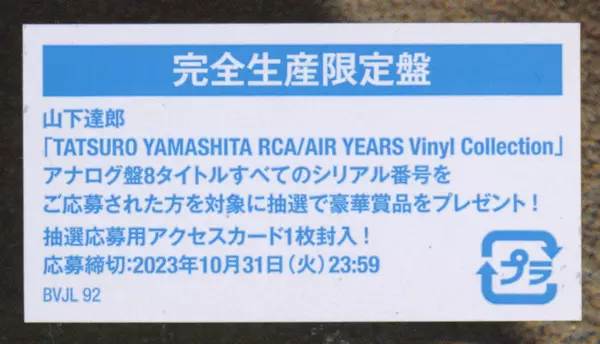 完全生産限定盤
山下達郎
「TATSURO YAMASHITA RCA/AIR YEARS Vinyl Collection」
アナログ盤8タイトルすべてのシリアル番号を
ご応募された方を対象に抽選で豪華賞品をプレゼント!
抽選応募用アクセスカード1枚封入!
応募締切:2023年10月31日(火)23:59
BVJL 92
プラ